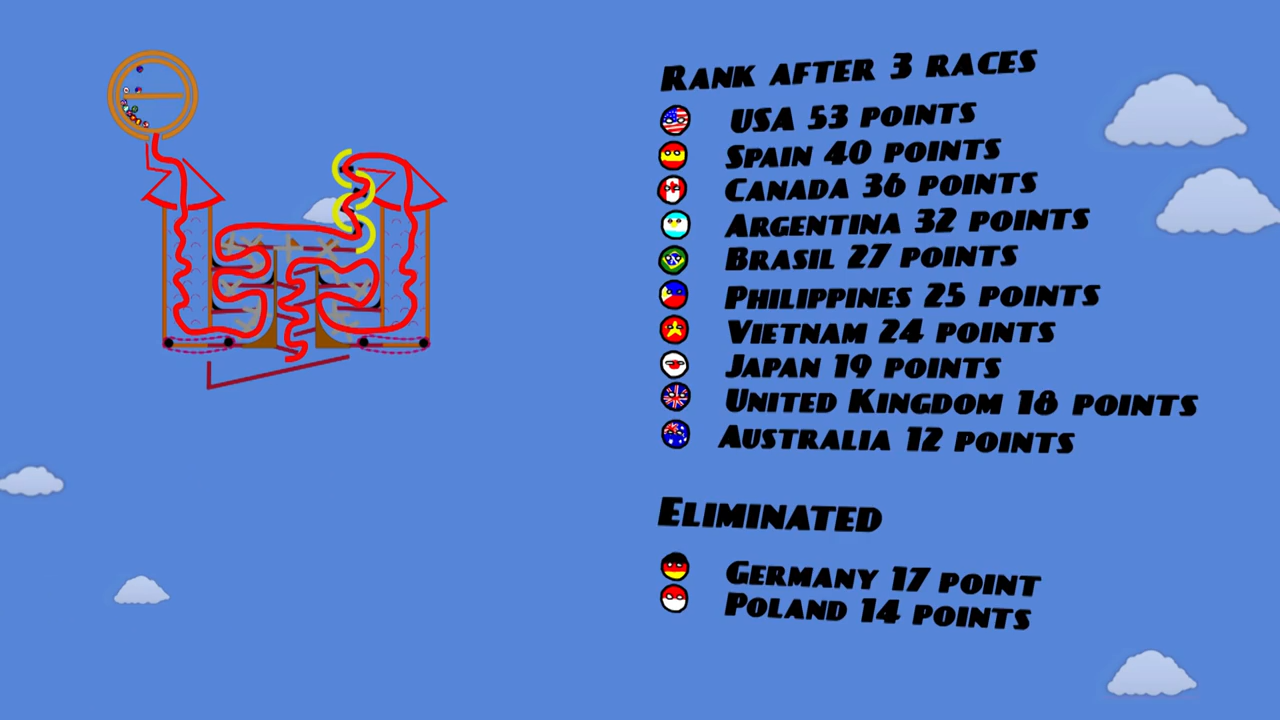 Rank after 3 races
USA 53 points
Spain 40 points
Canada 36 points
Argentina 32 points
Brasil 27 points
Philippines 25 points
Vietnam 24 points
Japan 19 points
United Kingdom 18 points
Australia 12 points
Eliminated
Germany 17 point
Poland 14 points